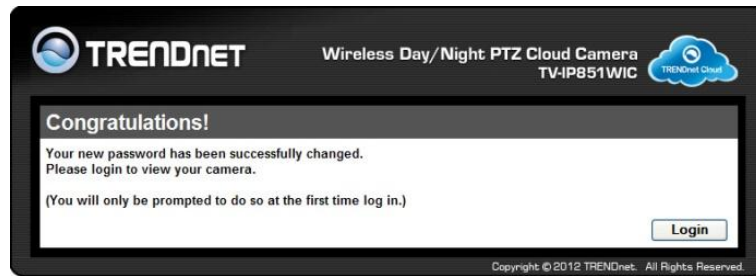 TRENDnet
Wireless Day/Night PTZ Cloud Camera
TV-IP851WIC
TRENDnet Cloud
Congratulations!
Your new password has been successfully changed.
Please login to view your camera.
(You will only be prompted to do so at the first time log in.)
Login
Copyright © 2012 TRENDnet. All Rights Reserved.